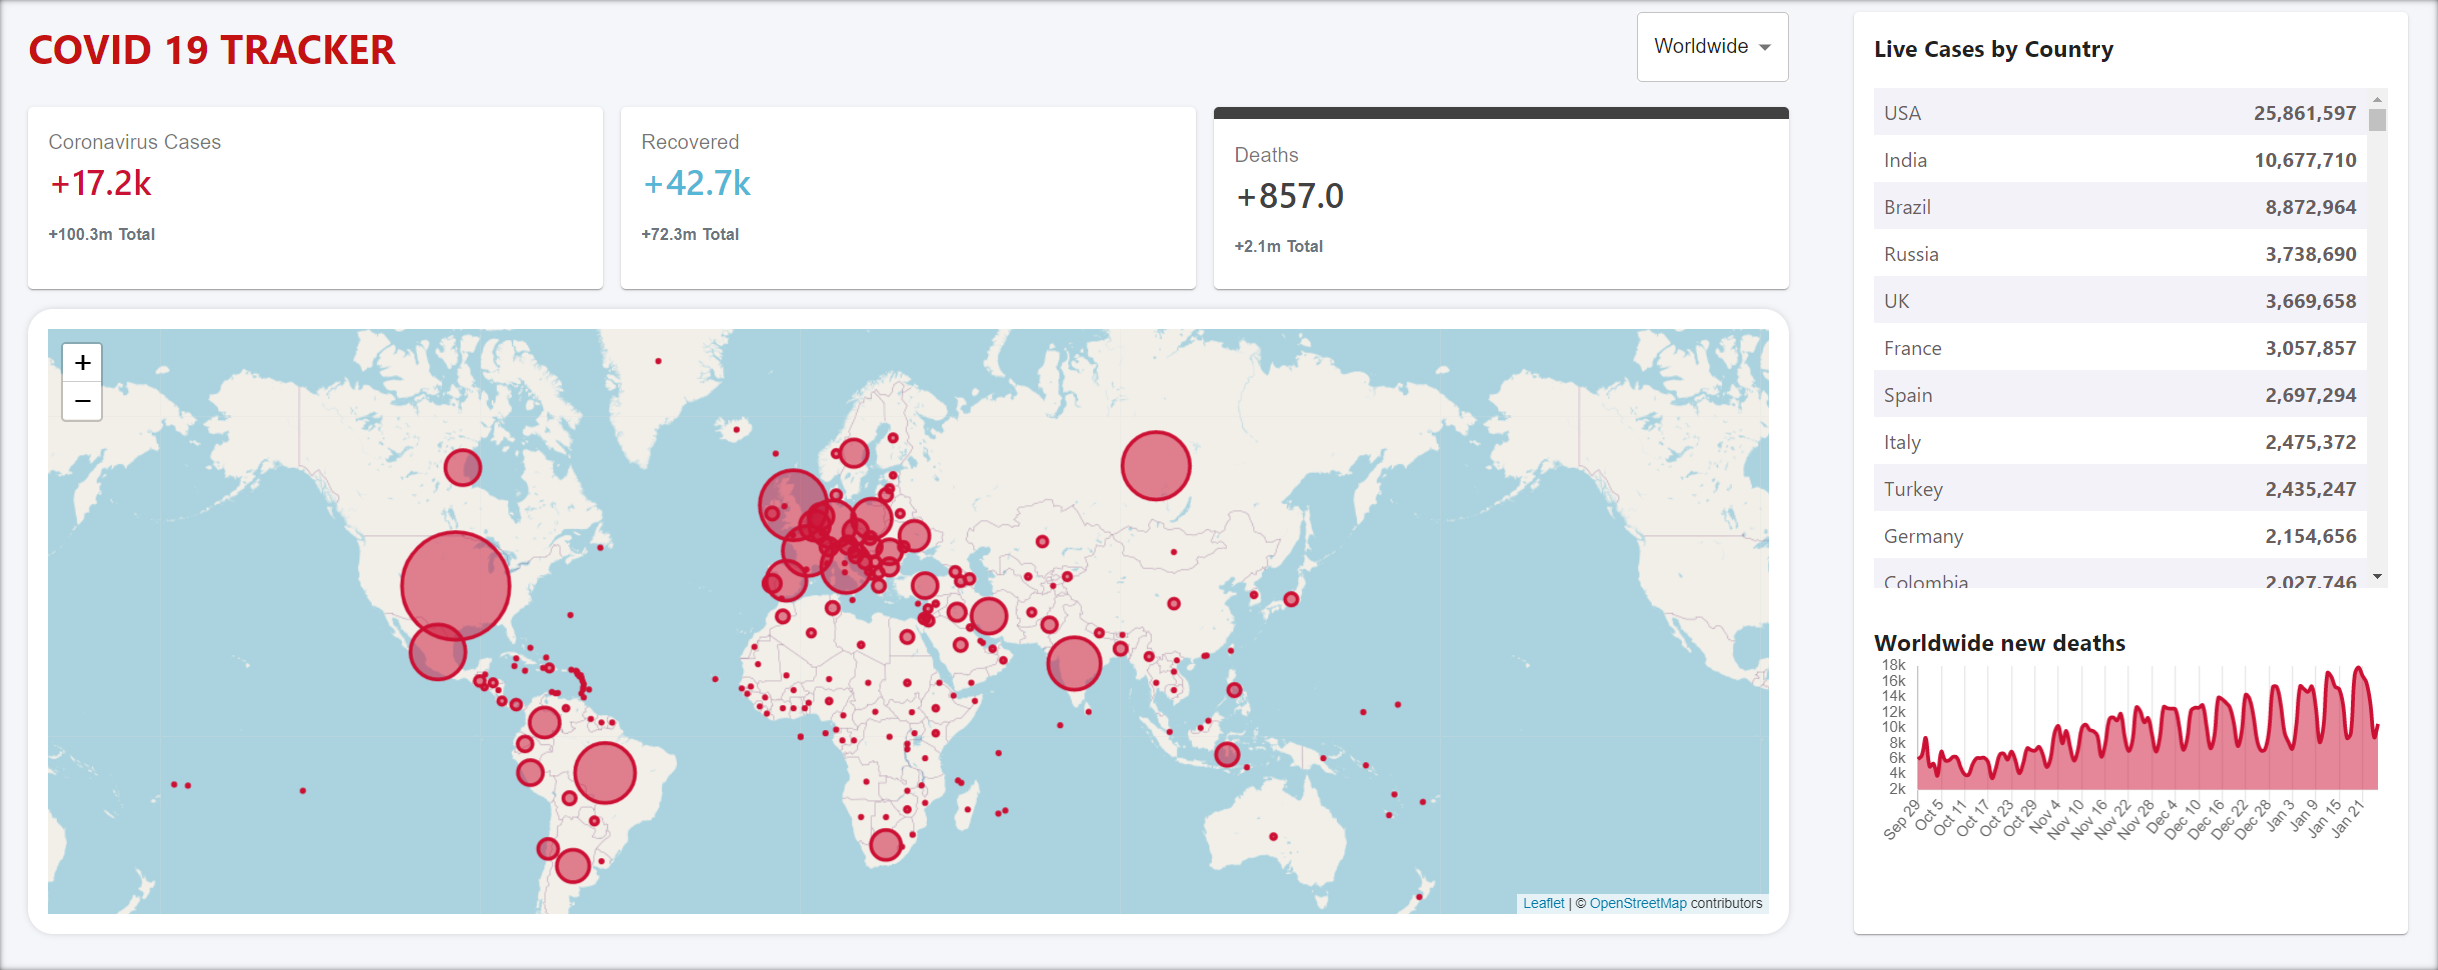 COVID 19 TRACKER
Worldwide
Coronavirus Cases
+17.2k
+100.3m Total
Recovered
+42.7k
+72.3m Total
Deaths
+857.0
+2.1m Total
+
−
Leaflet | © OpenStreetMap contributors
Live Cases by Country
USA 25,861,597
India 10,677,710
Brazil 8,872,964
Russia 3,738,690
UK 3,669,658
France 3,057,857
Spain 2,697,294
Italy 2,475,372
Turkey 2,435,247
Germany 2,154,656
Colombia 2,027,746
Worldwide new deaths
18k
16k
14k
12k
10k
8k
6k
4k
2k
Sep 29
Oct 5
Oct 11
Oct 17
Oct 23
Oct 29
Nov 4
Nov 10
Nov 16
Nov 22
Nov 28
Dec 4
Dec 10
Dec 16
Dec 22
Dec 28
Jan 3
Jan 9
Jan 15
Jan 21